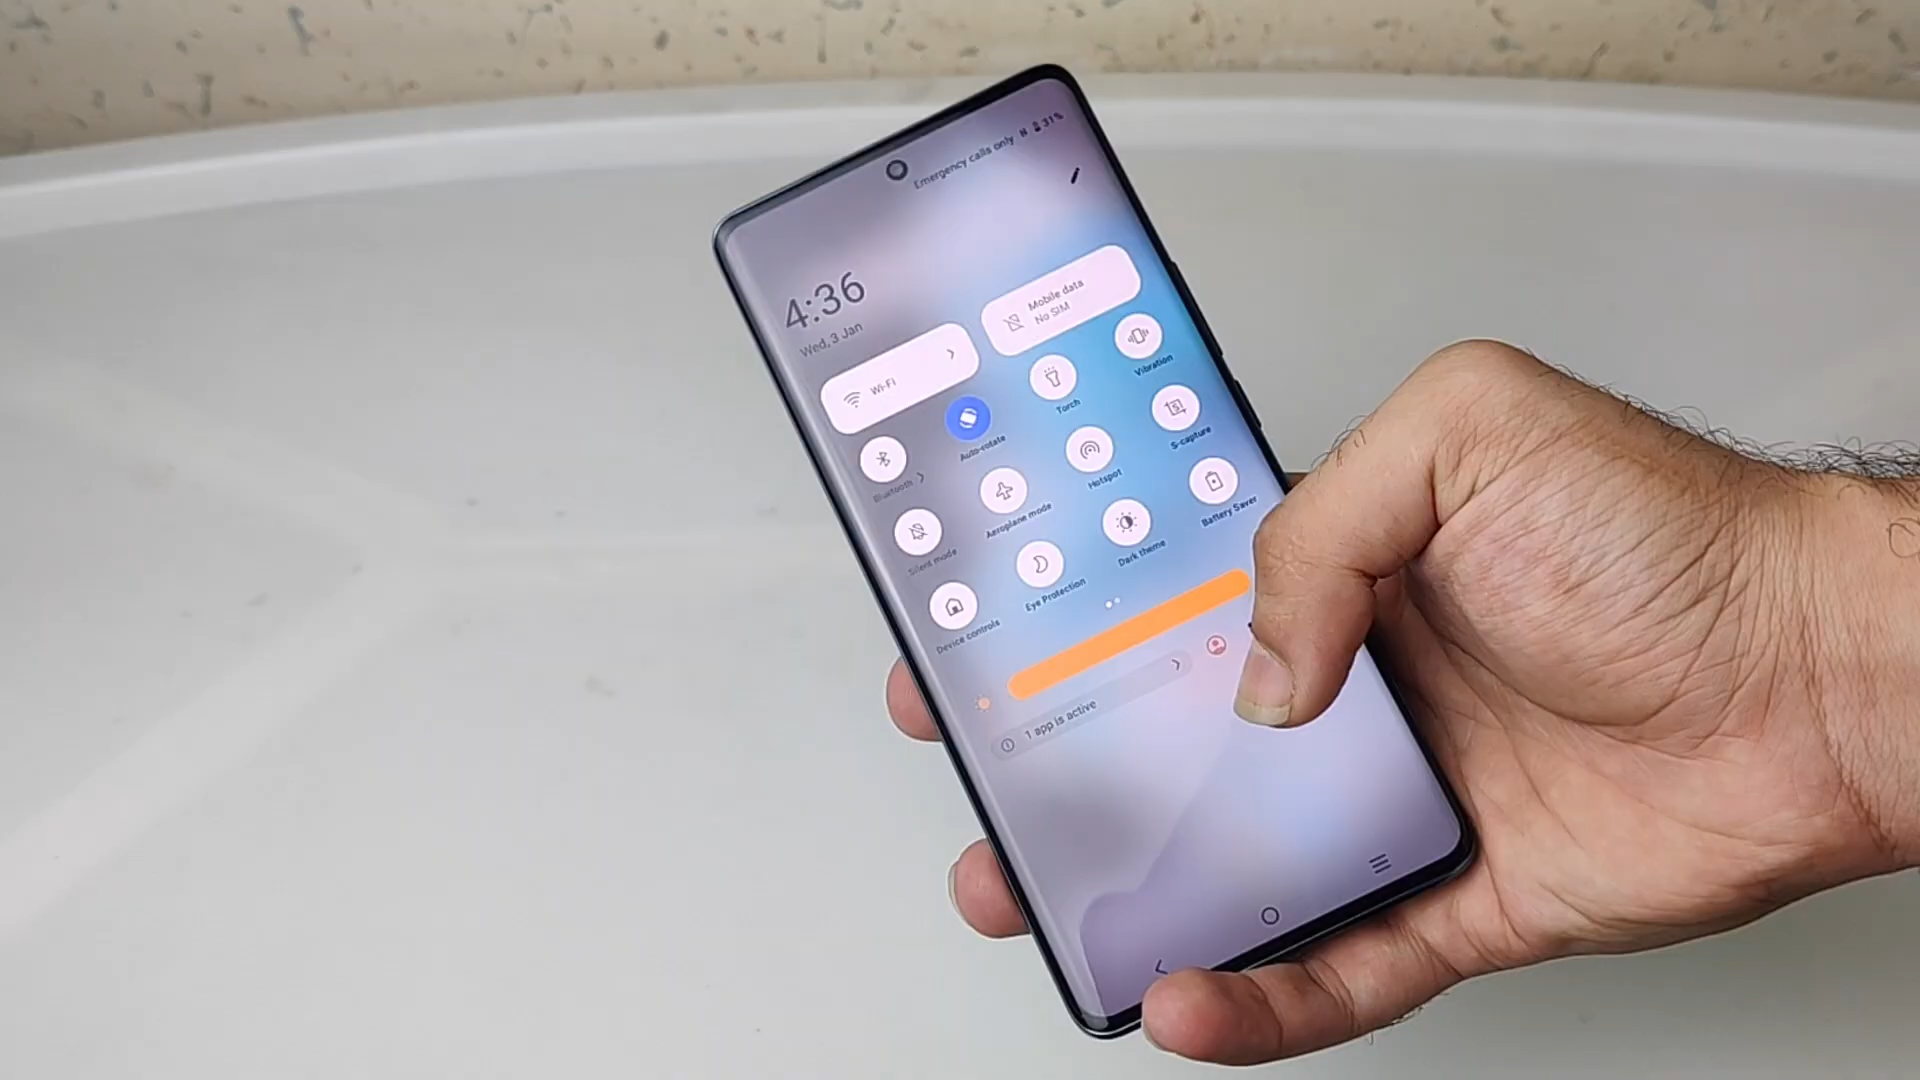 Emergency calls only 31%
4:36
Wed, 3 Jan
Wi-Fi
Mobile data
No SIM
Bluetooth
Auto-rotate
Torch
Vibration
Silent mode
Aeroplane mode
Hotspot
S-capture
Device controls
Eye Protection
Dark theme
Battery Saver
1 app is active